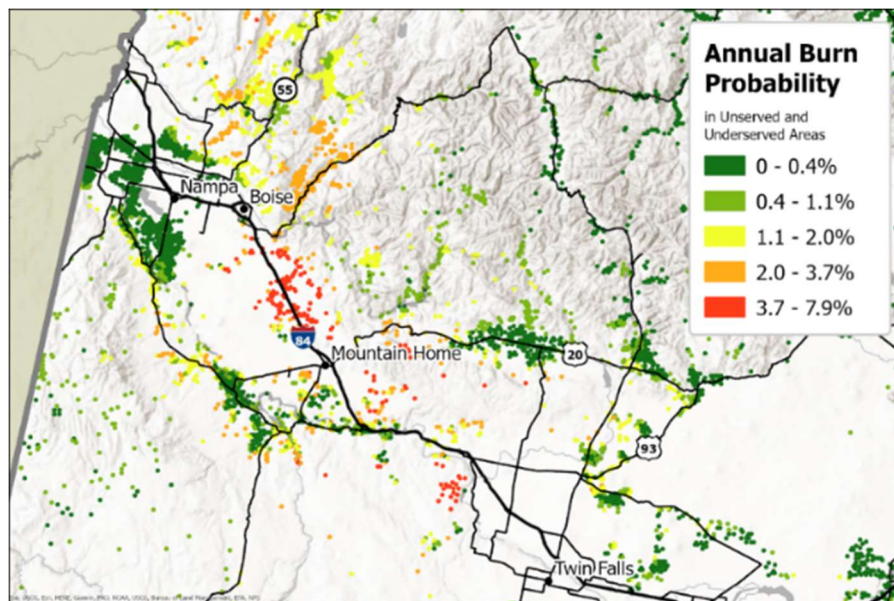 Annual Burn
Probability
in Unserved and
Underserved Areas
0 - 0.4%
0.4 - 1.1%
1.1 - 2.0%
2.0 - 3.7%
3.7 - 7.9%
55
Nampa
Boise
84
Mountain Home
20
93
Twin Falls